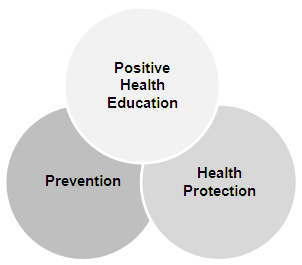 Positive
Health
Education
Prevention
Health
Protection